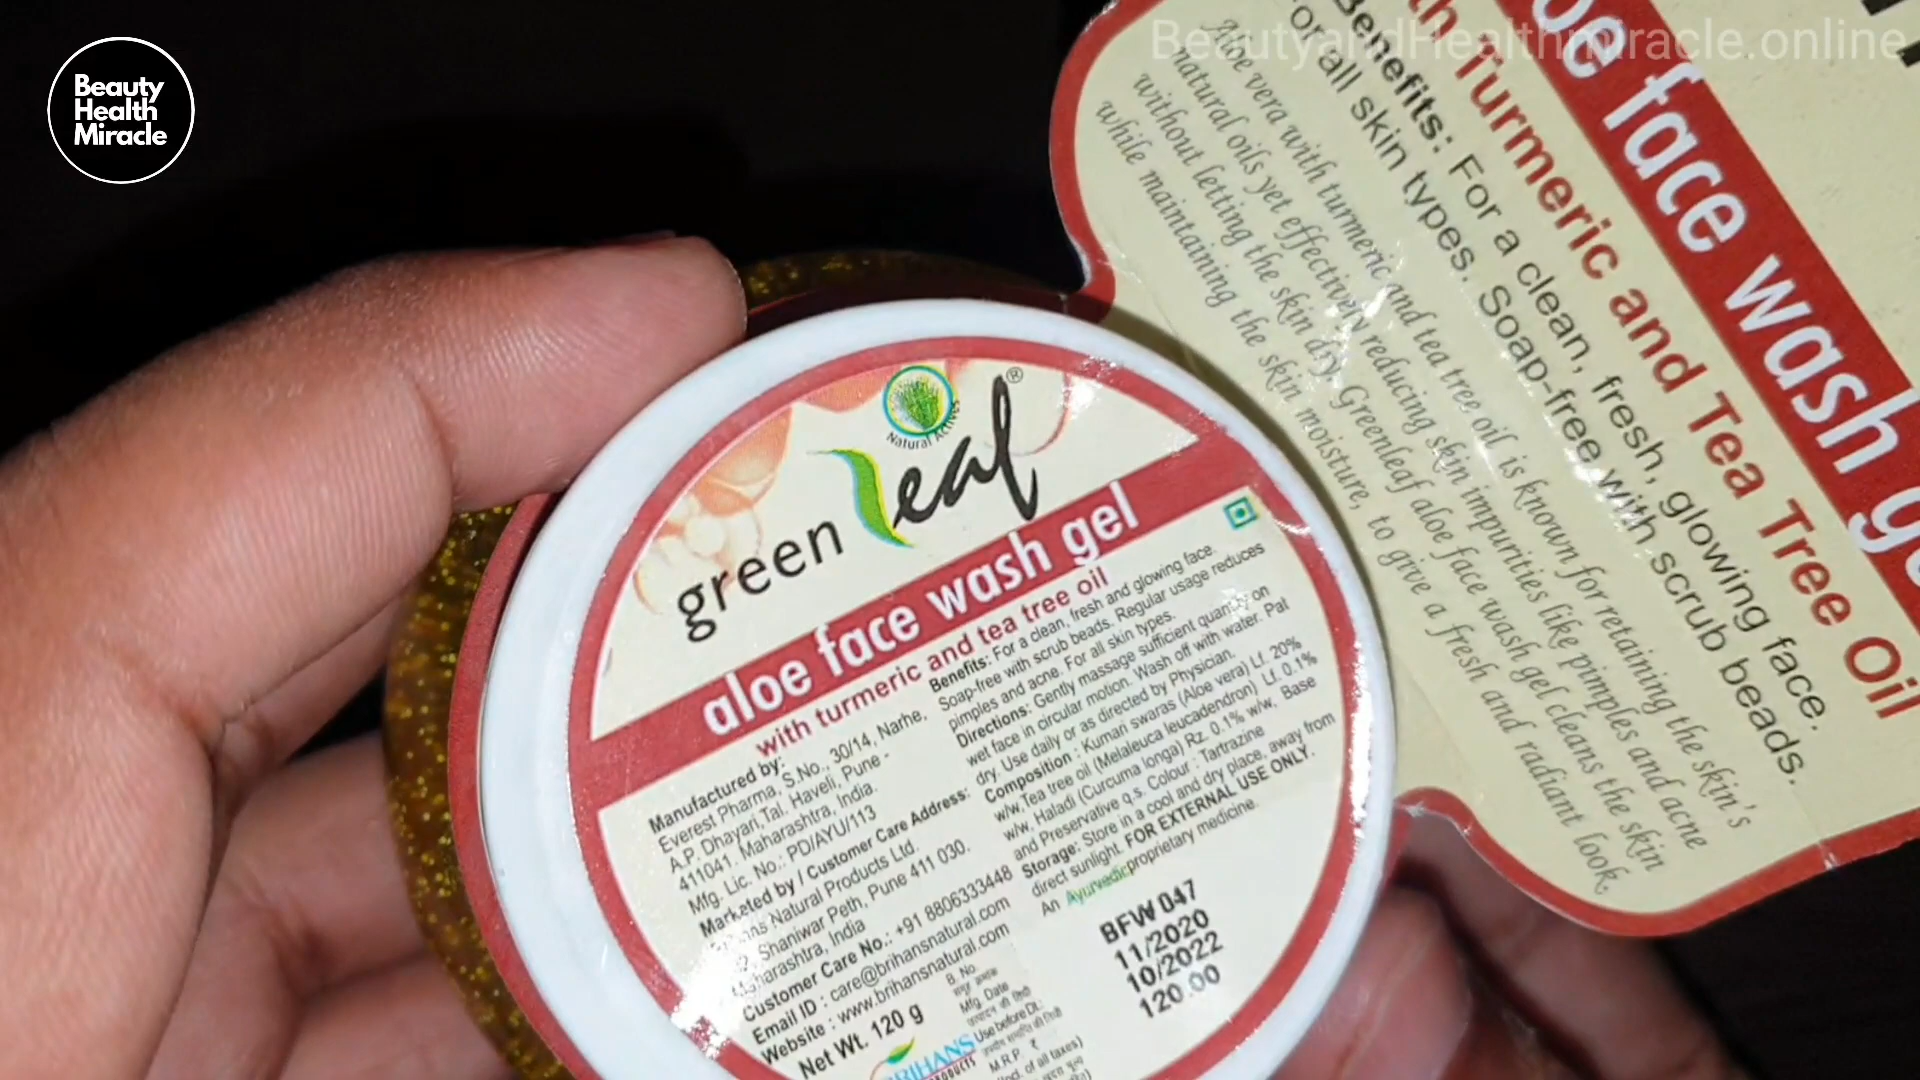 Beauty
Health
Miracle
BeautyandHealthmiracle.online
Natural Actives
green leaf®
aloe face wash gel
with turmeric and tea tree oil
Manufactured by:
Everest Pharma, S.No., 30/14, Narhe,
A.P. Dhayari, Tal. Haveli, Pune -
411041. Maharashtra, India.
Mfg. Lic. No.: PD/AYU/113
Marketed by / Customer Care Address:
Natural Products Ltd.
Shaniwar Peth, Pune 411 030.
India
Customer Care No.: +91 8806333448
Email ID : care@brihansnatural.com
Website : www.brihansnatural.com
Net Wt. 120 g
BRIHANS
PRODUCTS
Benefits: For a clean, fresh and glowing face.
Soap-free with scrub beads. Regular usage reduces
pimples and acne. For all skin types.
Directions: Gently massage sufficient quantity on
wet face in circular motion. Wash off with water. Pat
dry. Use daily or as directed by Physician.
Composition : Kumari swaras (Aloe vera) Lf. 20%
w/w, Tea tree oil (Melaleuca leucadendron) Lf. 0.1%
w/w, Haladi (Curcuma longa) Rz. 0.1% w/w, Base
and Preservative q.s. Colour : Tartrazine
Storage: Store in a cool and dry place, away from
direct sunlight. FOR EXTERNAL USE ONLY.
An Ayurvedic proprietary medicine.
B. No.
Mfg. Date
Use before Dt.:
M.R.P. ₹
of all taxes)
BFW 047
11/2020
10/2022
120.00
oe face wash g
th Turmeric and Tea Tree Oil
Benefits: For a clean, fresh, glowing face.
For all skin types. Soap-free with scrub beads.
Aloe vera with turmeric and tea tree oil is known for retaining the skin's
natural oils yet effectively reducing skin impurities like pimples and acne
without letting the skin dry. Greenleaf aloe face wash gel cleans the skin
while maintaining the skin moisture, to give a fresh and radiant look.